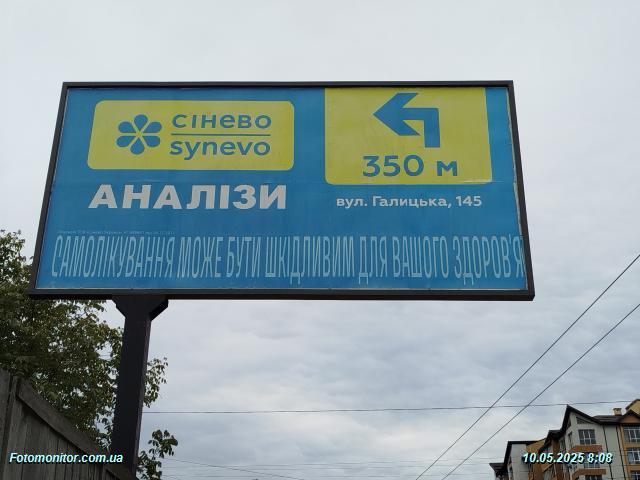 сінево
synevo
АНАЛІЗИ
350 м
вул. Галицька, 145
САМОЛІКУВАННЯ МОЖЕ БУТИ ШКІДЛИВИМ ДЛЯ ВАШОГО ЗДОРОВ'Я
Fotomonitor.com.ua
10.05.2025 8:08